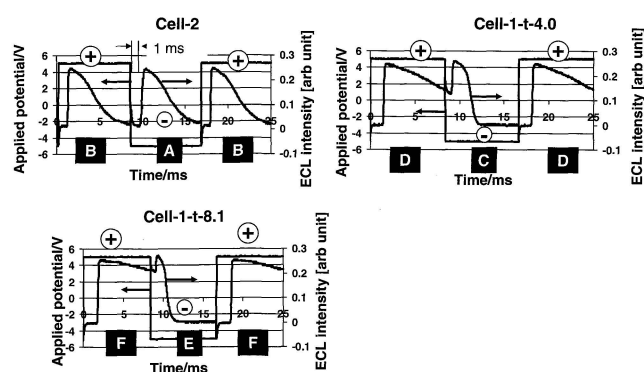 Cell-2
1 ms
+
+
-
Applied potential/V
6
4
2
0
-2
-4
-6
5
10
15
20
25
0.3
0.2
0.1
0
-0.1
ECL intensity [arb unit]
B
A
B
Time/ms
Cell-1-t-4.0
+
+
-
Applied potential/V
6
4
2
0
-2
-4
-6
0
5
10
15
20
25
0.3
0.2
0.1
0
-0.1
ECL intensity [arb unit]
D
C
D
Time/ms
Cell-1-t-8.1
+
+
-
Applied potential/V
6
4
2
0
-2
-4
-6
0
5
10
15
20
25
0.3
0.2
0.1
0
-0.1
ECL intensity [arb unit]
F
E
F
Time/ms